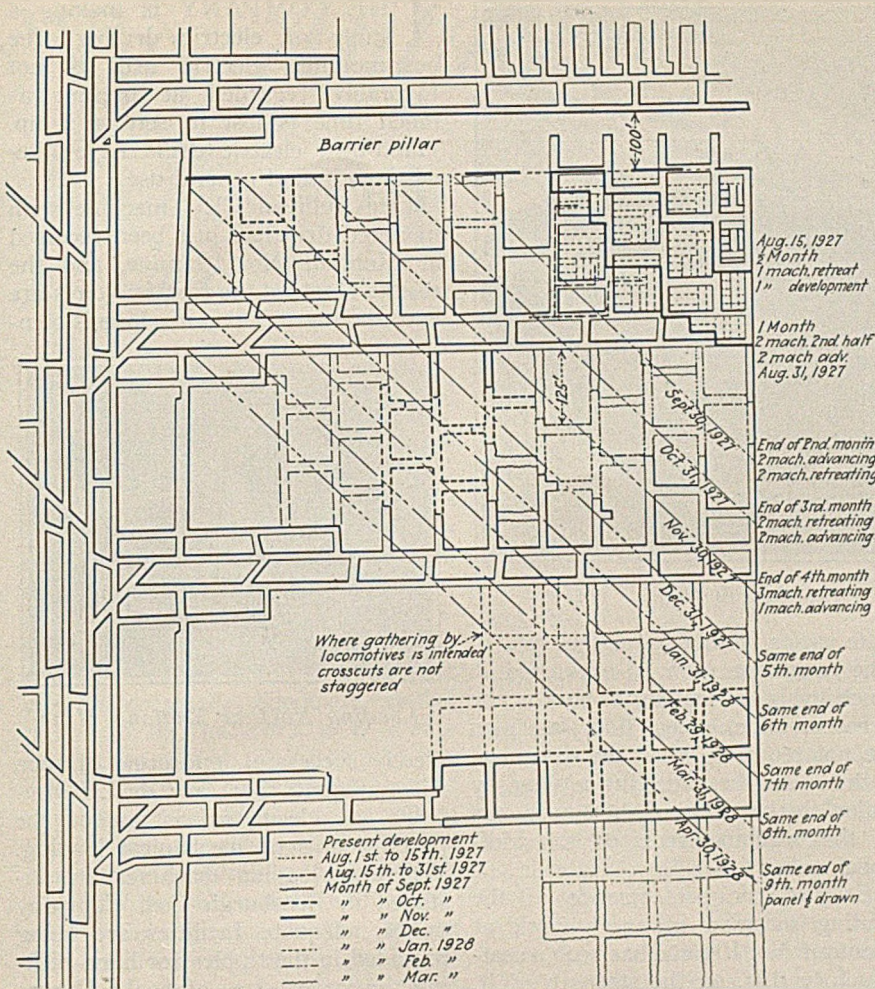 Barrier pillar
100'
Aug. 15, 1927
½ Month
1 mach. retreat
1 " development
1 Month
2 mach. 2nd. half
2 mach adv.
Aug. 31, 1927
125'
Sept. 30, 1927
Oct. 31, 1927
Nov. 30, 1927
Dec. 31, 1927
Jan. 31, 1928
Feb. 29, 1928
Mar. 31, 1928
Apr. 30, 1928
End of 2nd. month
2 mach. advancing
2 mach. retreating
End of 3rd. month
2 mach. retreating
2 mach. advancing
End of 4th. month
3 mach. retreating
1 mach. advancing
Same end of
5th. month
Same end of
6th month
Same end of
7th month
Same end of
8th. month
Same end of
9th. month
panel ½ drawn
Where gathering by
locomotives is intended
crosscuts are not
staggered
Present development
Aug. 1st. to 15th. 1927
Aug. 15th. to 31st. 1927
Month of Sept. 1927
" " Oct. "
" " Nov. "
" " Dec. "
" " Jan. 1928
" " Feb. "
" " Mar. "